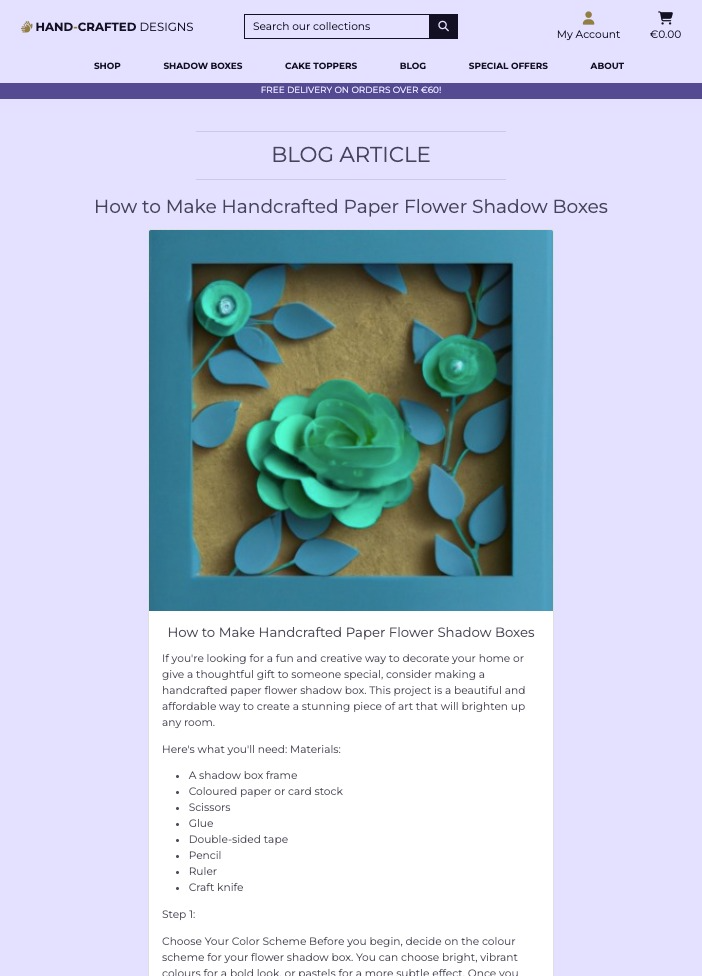 HAND-CRAFTED DESIGNS
Search our collections
My Account
€0.00
SHOP
SHADOW BOXES
CAKE TOPPERS
BLOG
SPECIAL OFFERS
ABOUT
FREE DELIVERY ON ORDERS OVER €60!
BLOG ARTICLE
How to Make Handcrafted Paper Flower Shadow Boxes
How to Make Handcrafted Paper Flower Shadow Boxes
If you're looking for a fun and creative way to decorate your home or
give a thoughtful gift to someone special, consider making a
handcrafted paper flower shadow box. This project is a beautiful and
affordable way to create a stunning piece of art that will brighten up
any room.
Here's what you'll need: Materials:
A shadow box frame
Coloured paper or card stock
Scissors
Glue
Double-sided tape
Pencil
Ruler
Craft knife
Step 1:
Choose Your Color Scheme Before you begin, decide on the colour
scheme for your flower shadow box. You can choose bright, vibrant
colours for a bold look, or pastels for a more subtle effect. Once you